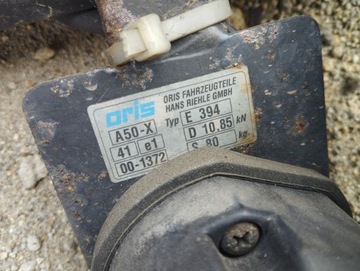 oris
ORIS FAHRZEUGTEILE
HANS RIEHLE GMBH
A50-X Typ E 394
41 e1 D 10.85 kN
00-1372 S 80 kg